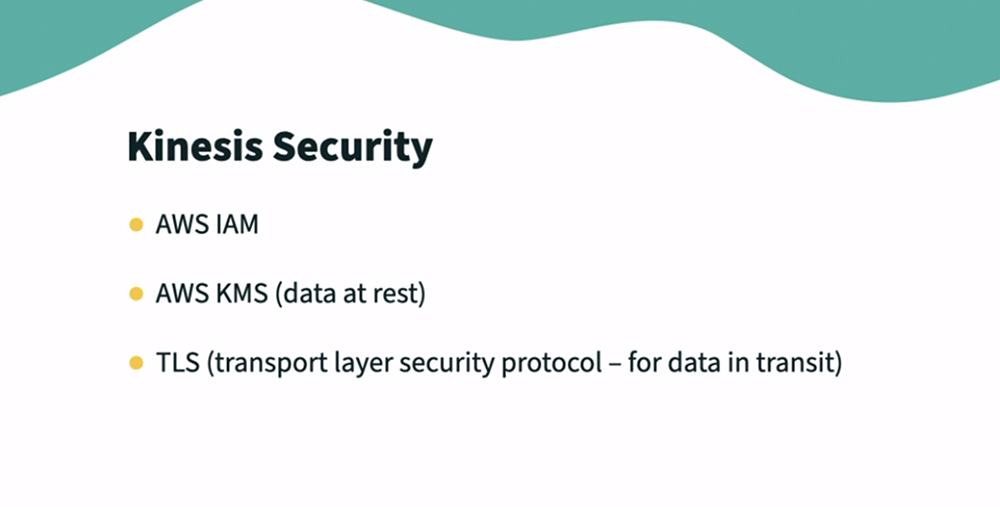 Kinesis Security
AWS IAM
AWS KMS (data at rest)
TLS (transport layer security protocol – for data in transit)